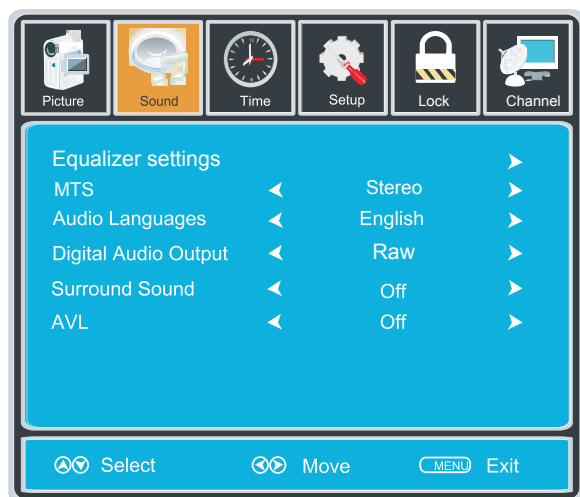 Picture Sound Time Setup Lock Channel
Equalizer settings
MTS Stereo
Audio Languages English
Digital Audio Output Raw
Surround Sound Off
AVL Off
Select Move MENU Exit